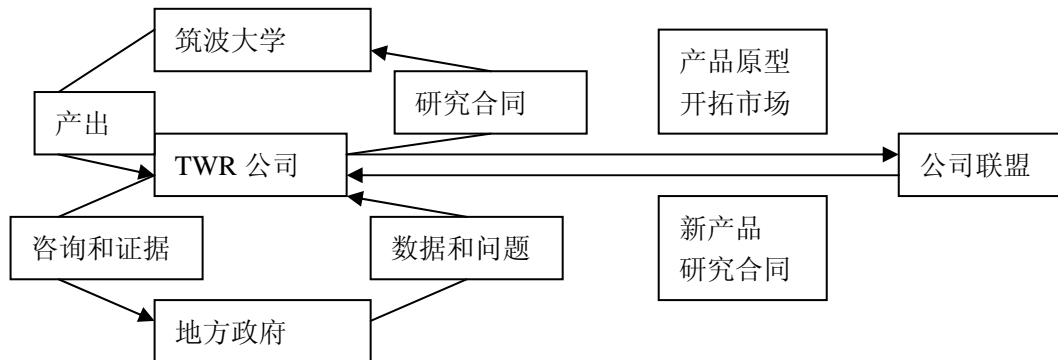 筑波大学
产品原型
开拓市场
研究合同
产出
TWR 公司
公司联盟
咨询和证据
数据和问题
新产品
研究合同
地方政府